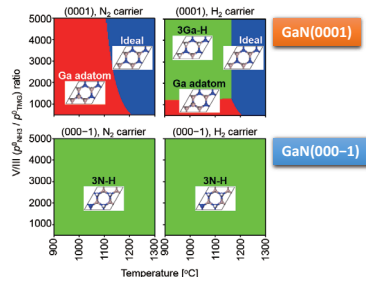 (0001), N₂ carrier
(0001), H₂ carrier
GaN(0001)
5000
4000
3000
2000
1000
Ideal
Ga adatom
3Ga-H
Ideal
Ga adatom
(000−1), N₂ carrier
(000−1), H₂ carrier
GaN(000−1)
5000
4000
3000
2000
1000
3N-H
3N-H
V/III (p⁰NH3 / p⁰TMG) ratio
900
1000
1100
1200
1300
900
1000
1100
1200
1300
Temperature [°C]